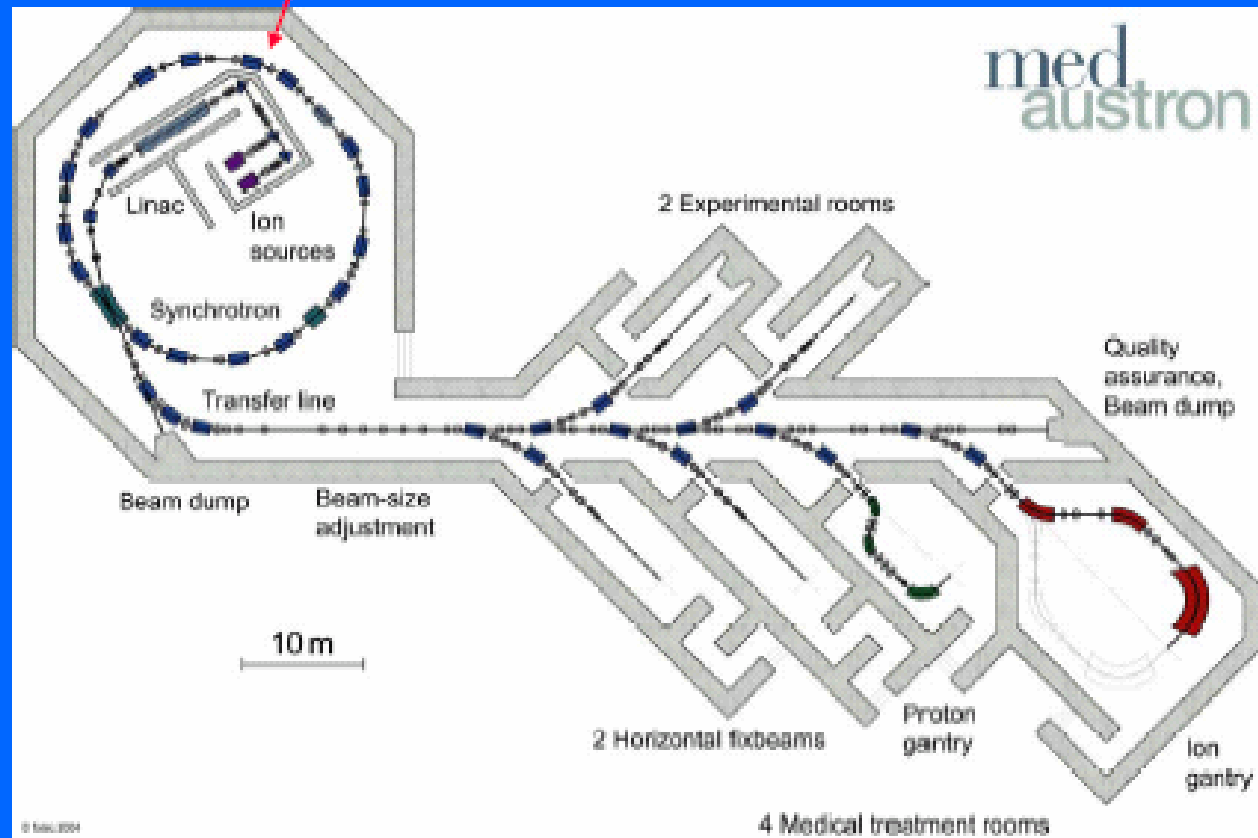 med
austron
Linac
Ion
sources
2 Experimental rooms
Synchrotron
Quality
assurance,
Beam dump
Transfer line
Beam dump
Beam-size
adjustment
10 m
2 Horizontal fixbeams
Proton
gantry
Ion
gantry
4 Medical treatment rooms
2004